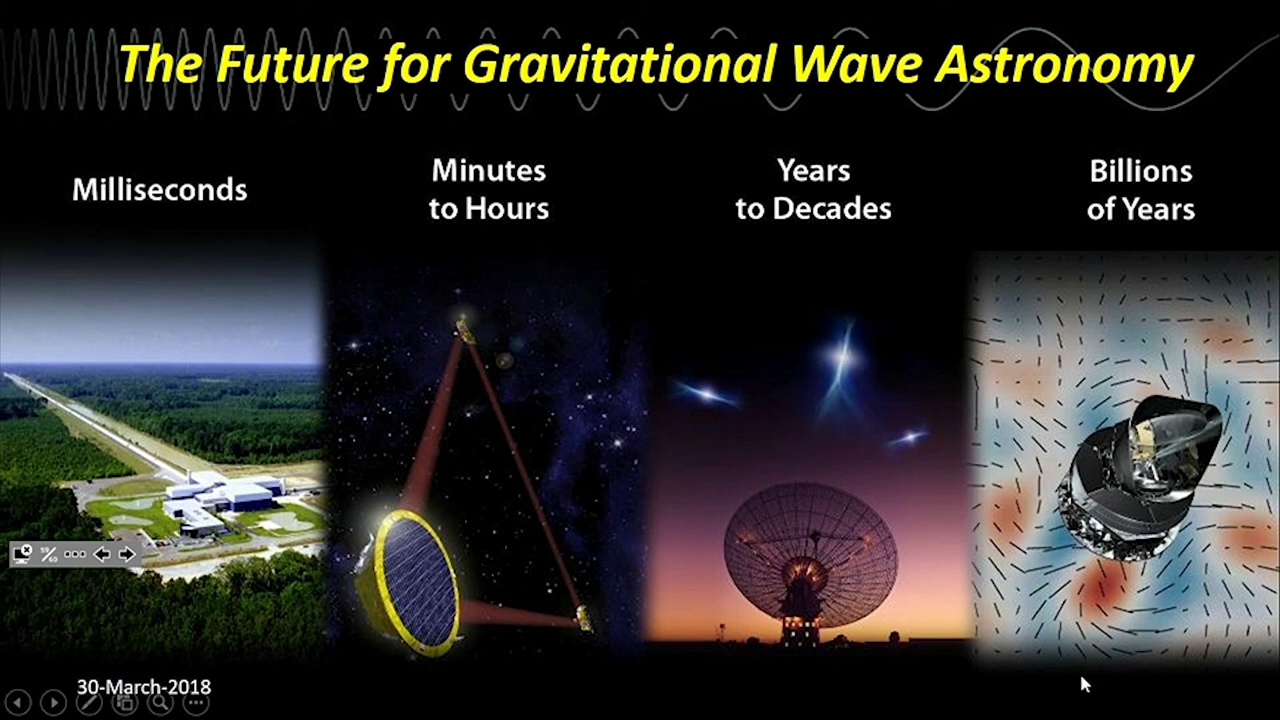 The Future for Gravitational Wave Astronomy
Milliseconds
Minutes
to Hours
Years
to Decades
Billions
of Years
30-March-2018